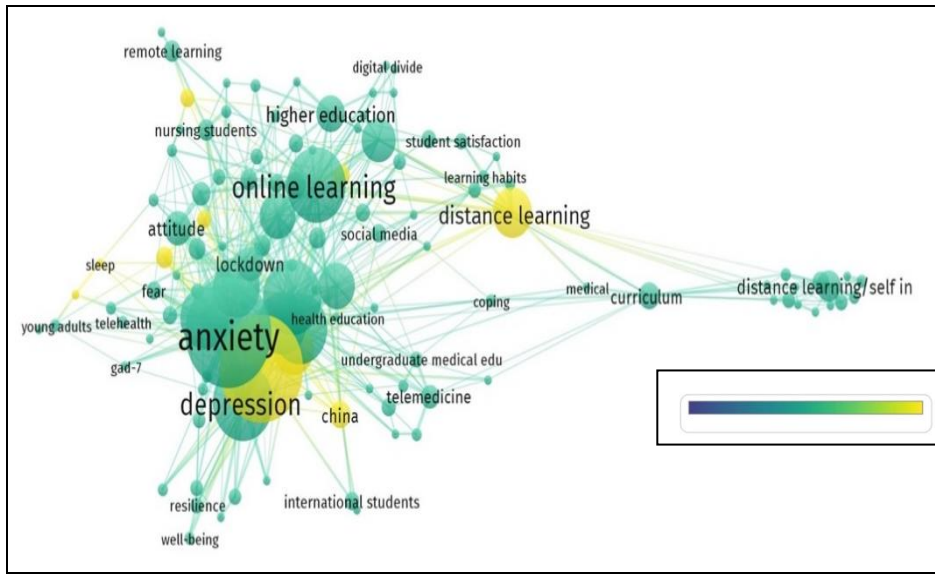 remote learning
digital divide
higher education
nursing students
student satisfaction
learning habits
online learning
distance learning
attitude
social media
lockdown
sleep
distance learning/self in
medical
fear
curriculum
coping
health education
young adults
telehealth
anxiety
undergraduate medical edu
gad-7
telemedicine
depression
china
resilience
international students
well-being